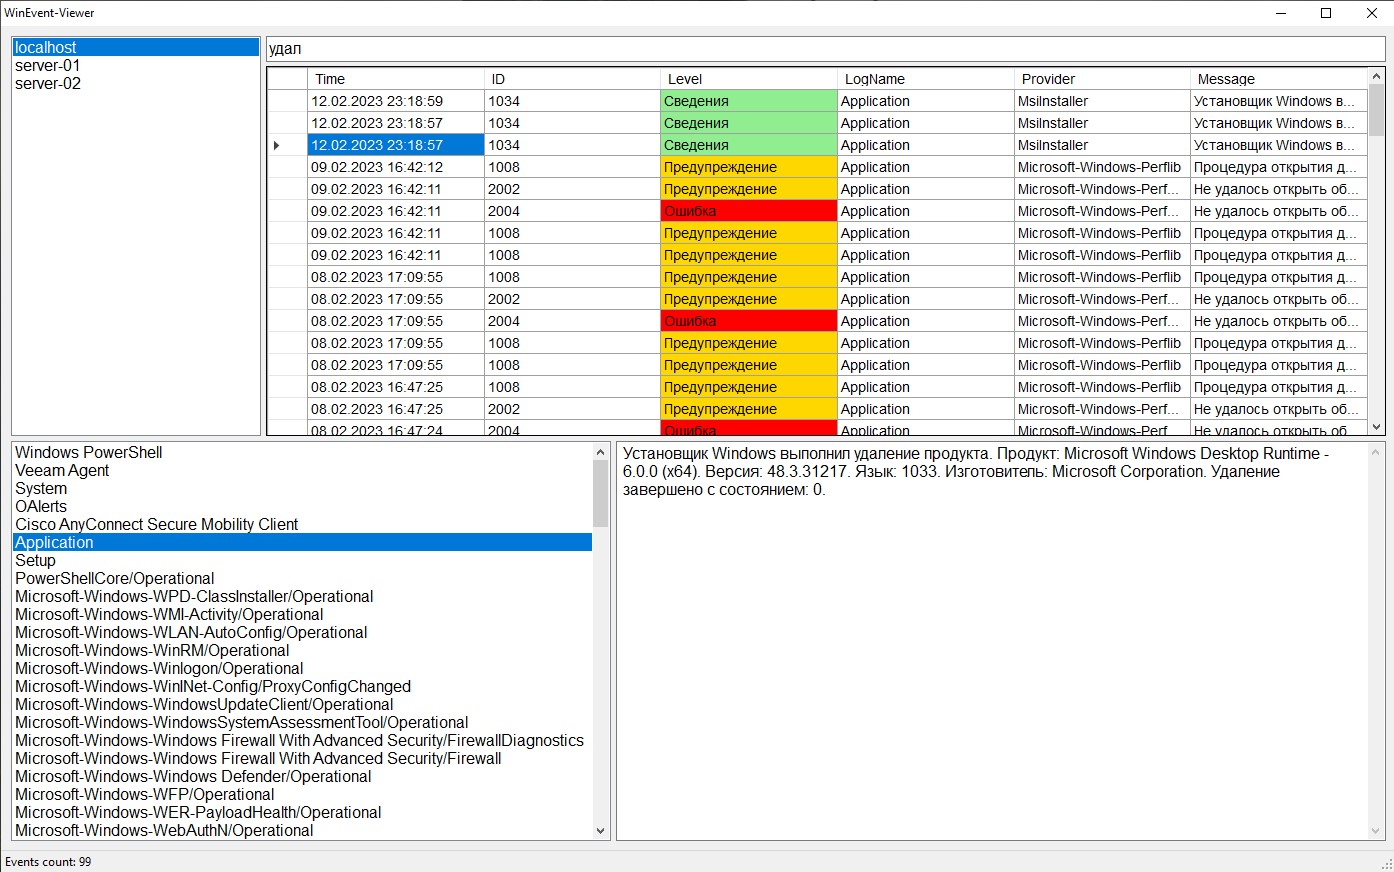 WinEvent-Viewer
localhost
server-01
server-02
удал
Time ID Level LogName Provider Message
12.02.2023 23:18:59 1034 Сведения Application MsiInstaller Установщик Windows в...
12.02.2023 23:18:57 1034 Сведения Application MsiInstaller Установщик Windows в...
12.02.2023 23:18:57 1034 Сведения Application MsiInstaller Установщик Windows в...
09.02.2023 16:42:12 1008 Предупреждение Application Microsoft-Windows-Perflib Процедура открытия д...
09.02.2023 16:42:11 2002 Предупреждение Application Microsoft-Windows-Perf... Не удалось открыть об...
09.02.2023 16:42:11 2004 Ошибка Application Microsoft-Windows-Perf... Не удалось открыть об...
09.02.2023 16:42:11 1008 Предупреждение Application Microsoft-Windows-Perflib Процедура открытия д...
09.02.2023 16:42:11 1008 Предупреждение Application Microsoft-Windows-Perflib Процедура открытия д...
08.02.2023 17:09:55 1008 Предупреждение Application Microsoft-Windows-Perflib Процедура открытия д...
08.02.2023 17:09:55 2002 Предупреждение Application Microsoft-Windows-Perf... Не удалось открыть об...
08.02.2023 17:09:55 2004 Ошибка Application Microsoft-Windows-Perf... Не удалось открыть об...
08.02.2023 17:09:55 1008 Предупреждение Application Microsoft-Windows-Perflib Процедура открытия д...
08.02.2023 17:09:55 1008 Предупреждение Application Microsoft-Windows-Perflib Процедура открытия д...
08.02.2023 16:47:25 1008 Предупреждение Application Microsoft-Windows-Perflib Процедура открытия д...
08.02.2023 16:47:25 2002 Предупреждение Application Microsoft-Windows-Perf... Не удалось открыть об...
08.02.2023 16:47:24 2004 Ошибка Application Microsoft-Windows-Perf... Не удалось открыть об...
Windows PowerShell
Veeam Agent
System
OAlerts
Cisco AnyConnect Secure Mobility Client
Application
Setup
PowerShellCore/Operational
Microsoft-Windows-WPD-ClassInstaller/Operational
Microsoft-Windows-WMI-Activity/Operational
Microsoft-Windows-WLAN-AutoConfig/Operational
Microsoft-Windows-WinRM/Operational
Microsoft-Windows-Winlogon/Operational
Microsoft-Windows-WinINet-Config/ProxyConfigChanged
Microsoft-Windows-WindowsUpdateClient/Operational
Microsoft-Windows-WindowsSystemAssessmentTool/Operational
Microsoft-Windows-Windows Firewall With Advanced Security/FirewallDiagnostics
Microsoft-Windows-Windows Firewall With Advanced Security/Firewall
Microsoft-Windows-Windows Defender/Operational
Microsoft-Windows-WFP/Operational
Microsoft-Windows-WER-PayloadHealth/Operational
Microsoft-Windows-WebAuthN/Operational
Установщик Windows выполнил удаление продукта. Продукт: Microsoft Windows Desktop Runtime -
6.0.0 (x64). Версия: 48.3.31217. Язык: 1033. Изготовитель: Microsoft Corporation. Удаление
завершено с состоянием: 0.
Events count: 99